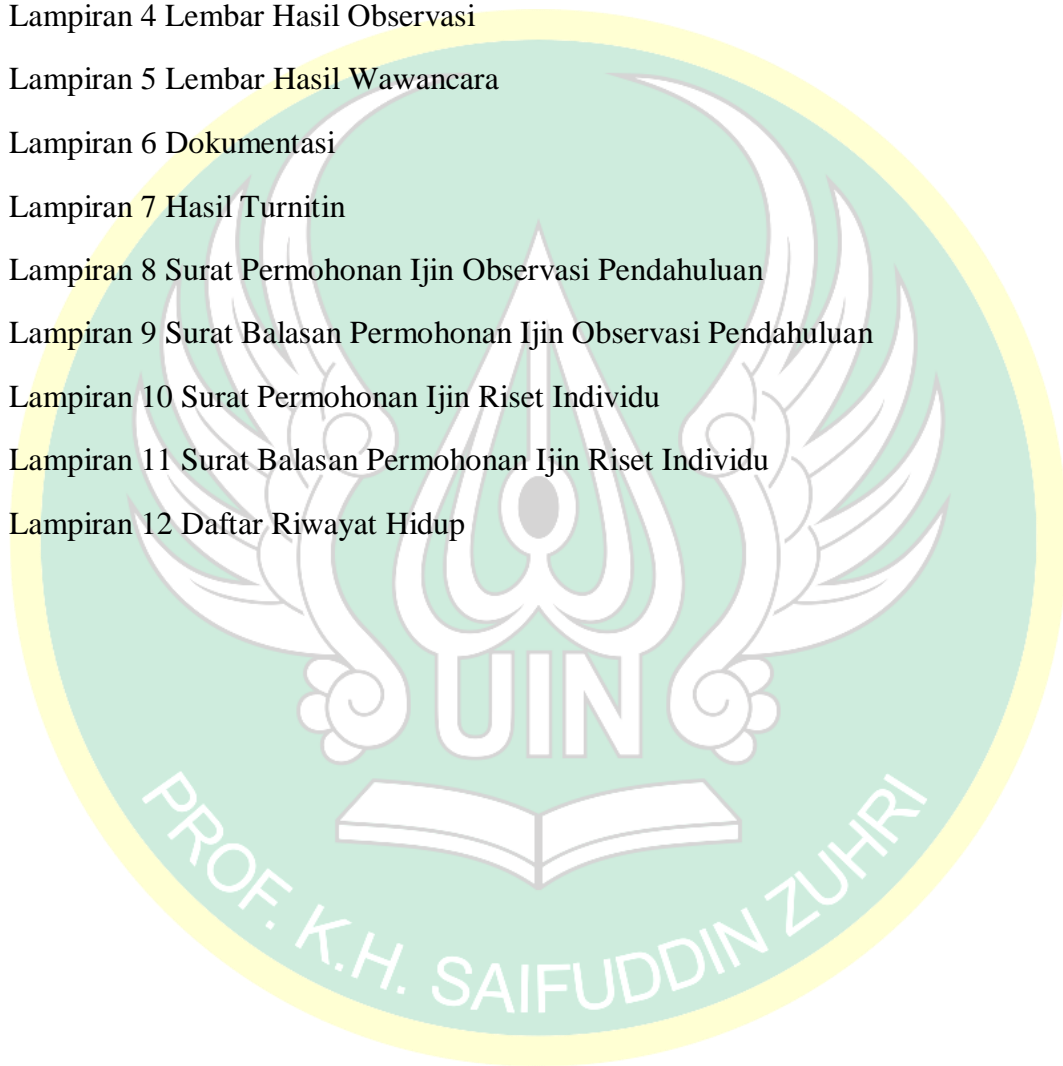 Lampiran 4 Lembar Hasil Observasi
Lampiran 5 Lembar Hasil Wawancara
Lampiran 6 Dokumentasi
Lampiran 7 Hasil Turnitin
Lampiran 8 Surat Permohonan Ijin Observasi Pendahuluan
Lampiran 9 Surat Balasan Permohonan Ijin Observasi Pendahuluan
Lampiran 10 Surat Permohonan Ijin Riset Individu
Lampiran 11 Surat Balasan Permohonan Ijin Riset Individu
Lampiran 12 Daftar Riwayat Hidup
UIN
PROF. K.H. SAIFUDDIN ZUHRI